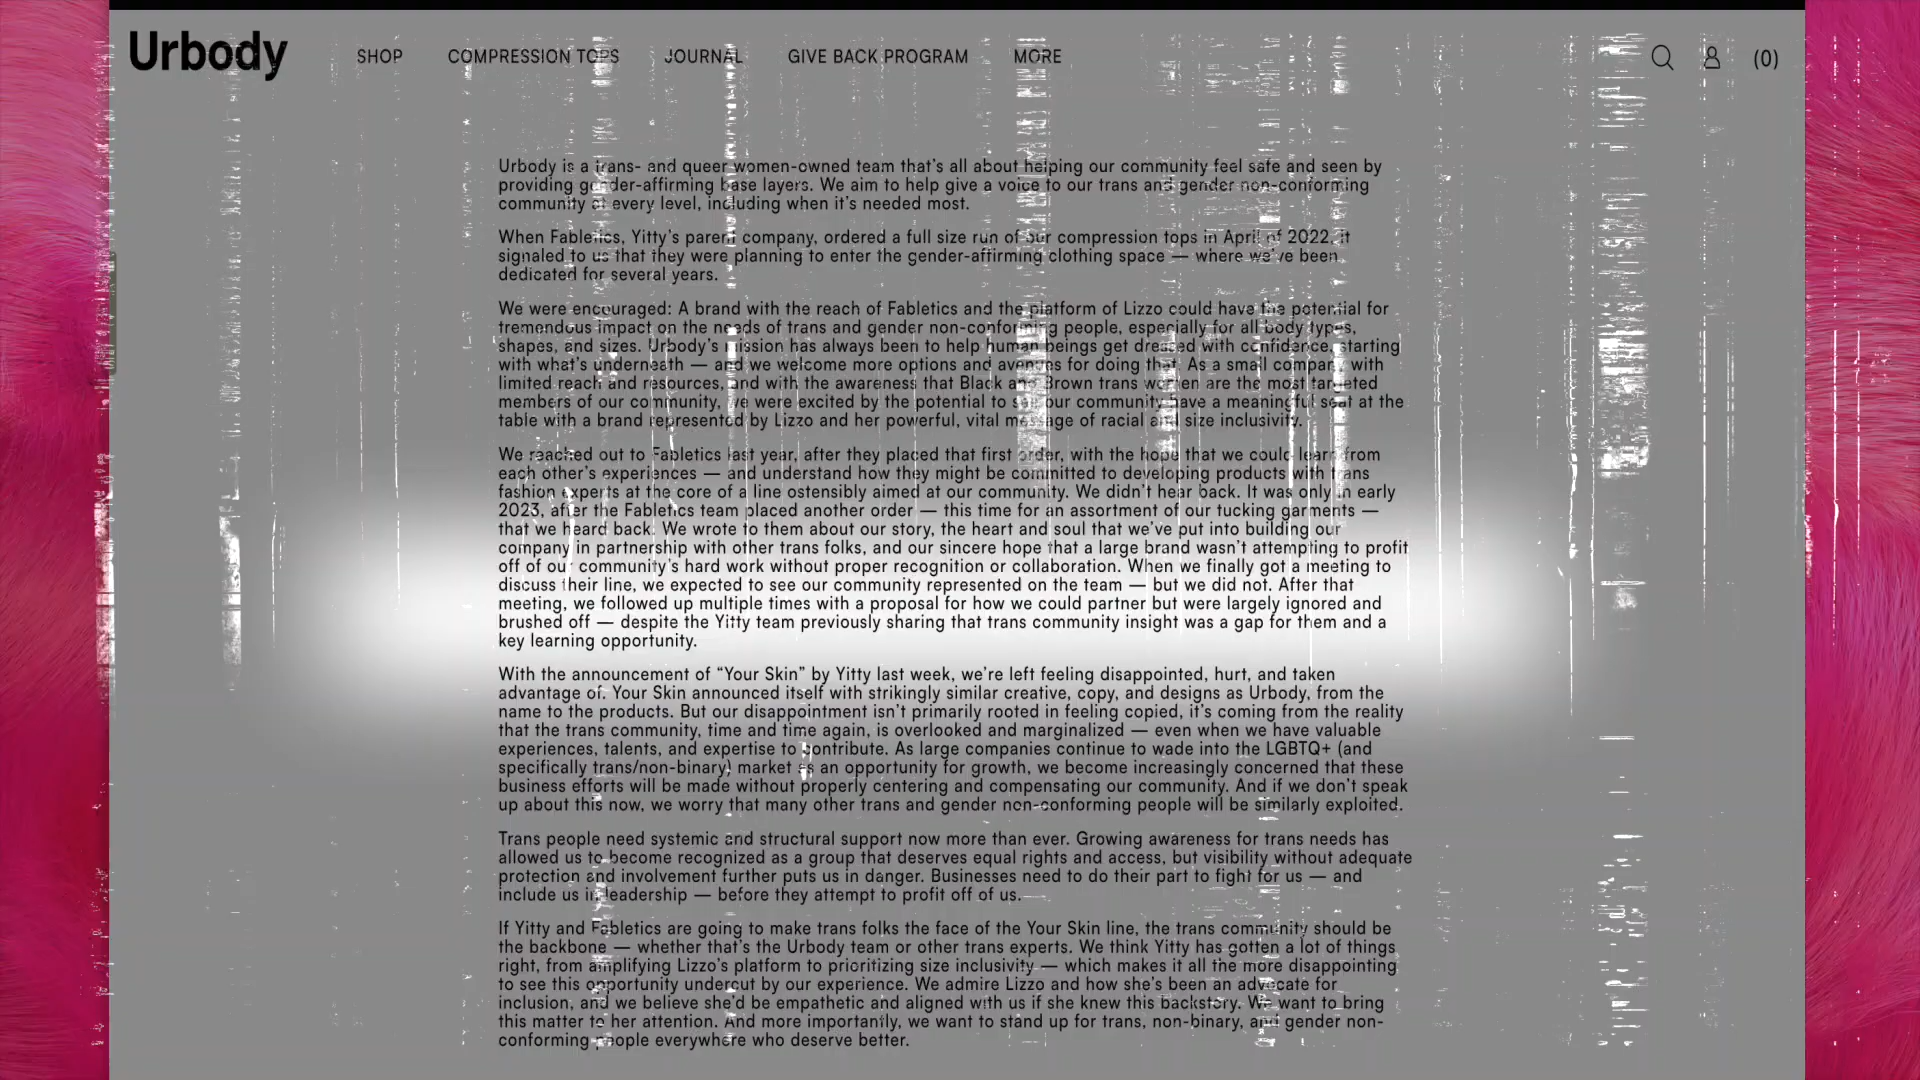 Urbody
SHOP COMPRESSION TOPS JOURNAL GIVE BACK PROGRAM MORE (0)
Urbody is a trans- and queer women-owned team that's all about helping our community feel safe and seen by
providing gender-affirming base layers. We aim to help give a voice to our trans and gender non-conforming
community at every level, including when it's needed most.
When Fabletics, Yitty's parent company, ordered a full size run of our compression tops in April of 2022, it
signaled to us that they were planning to enter the gender-affirming clothing space — where we've been
dedicated for several years.
We were encouraged: A brand with the reach of Fabletics and the platform of Lizzo could have the potential for
tremendous impact on the needs of trans and gender non-conforming people, especially for all body types,
shapes, and sizes. Urbody's mission has always been to help human beings get dressed with confidence, starting
with what's underneath — and we welcome more options and avenues for doing that. As a small company with
limited reach and resources, and with the awareness that Black and Brown trans women are the most targeted
members of our community, we were excited by the potential to see our community have a meaningful seat at the
table with a brand represented by Lizzo and her powerful, vital message of racial and size inclusivity.
We reached out to Fabletics last year, after they placed that first order, with the hope that we could learn from
each other's experiences — and understand how they might be committed to developing products with trans
fashion experts at the core of a line ostensibly aimed at our community. We didn't hear back. It was only in early
2023, after the Fabletics team placed another order — this time for an assortment of our tucking garments —
that we heard back. We wrote to them about our story, the heart and soul that we've put into building our
company in partnership with other trans folks, and our sincere hope that a large brand wasn't attempting to profit
off of our community's hard work without proper recognition or collaboration. When we finally got a meeting to
discuss their line, we expected to see our community represented on the team — but we did not. After that
meeting, we followed up multiple times with a proposal for how we could partner but were largely ignored and
brushed off — despite the Yitty team previously sharing that trans community insight was a gap for them and a
key learning opportunity.
With the announcement of “Your Skin” by Yitty last week, we're left feeling disappointed, hurt, and taken
advantage of. Your Skin announced itself with strikingly similar creative, copy, and designs as Urbody, from the
name to the products. But our disappointment isn't primarily rooted in feeling copied, it's coming from the reality
that the trans community, time and time again, is overlooked and marginalized — even when we have valuable
experiences, talents, and expertise to contribute. As large companies continue to wade into the LGBTQ+ (and
specifically trans/non-binary) market as an opportunity for growth, we become increasingly concerned that these
business efforts will be made without properly centering and compensating our community. And if we don't speak
up about this now, we worry that many other trans and gender non-conforming people will be similarly exploited.
Trans people need systemic and structural support now more than ever. Growing awareness for trans needs has
allowed us to become recognized as a group that deserves equal rights and access, but visibility without adequate
protection and involvement further puts us in danger. Businesses need to do their part to fight for us — and
include us in leadership — before they attempt to profit off of us.
If Yitty and Fabletics are going to make trans folks the face of the Your Skin line, the trans community should be
the backbone — whether that's the Urbody team or other trans experts. We think Yitty has gotten a lot of things
right, from amplifying Lizzo's platform to prioritizing size inclusivity — which makes it all the more disappointing
to see this opportunity undercut by our experience. We admire Lizzo and how she's been an advocate for
inclusion, and we believe she'd be empathetic and aligned with us if she knew this backstory. We want to bring
this matter to her attention. And more importantly, we want to stand up for trans, non-binary, and gender non-
conforming people everywhere who deserve better.